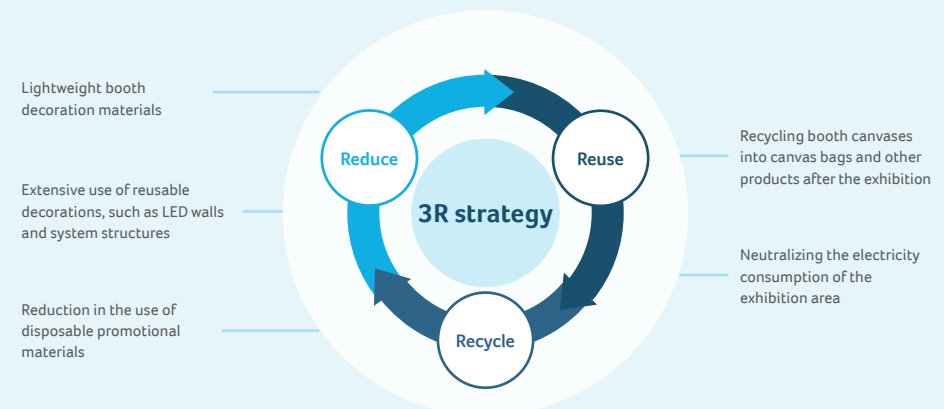 Lightweight booth
decoration materials
Extensive use of reusable
decorations, such as LED walls
and system structures
Reduction in the use of
disposable promotional
materials
Reduce
Reuse
3R strategy
Recycle
Recycling booth canvases
into canvas bags and other
products after the exhibition
Neutralizing the electricity
consumption of the
exhibition area